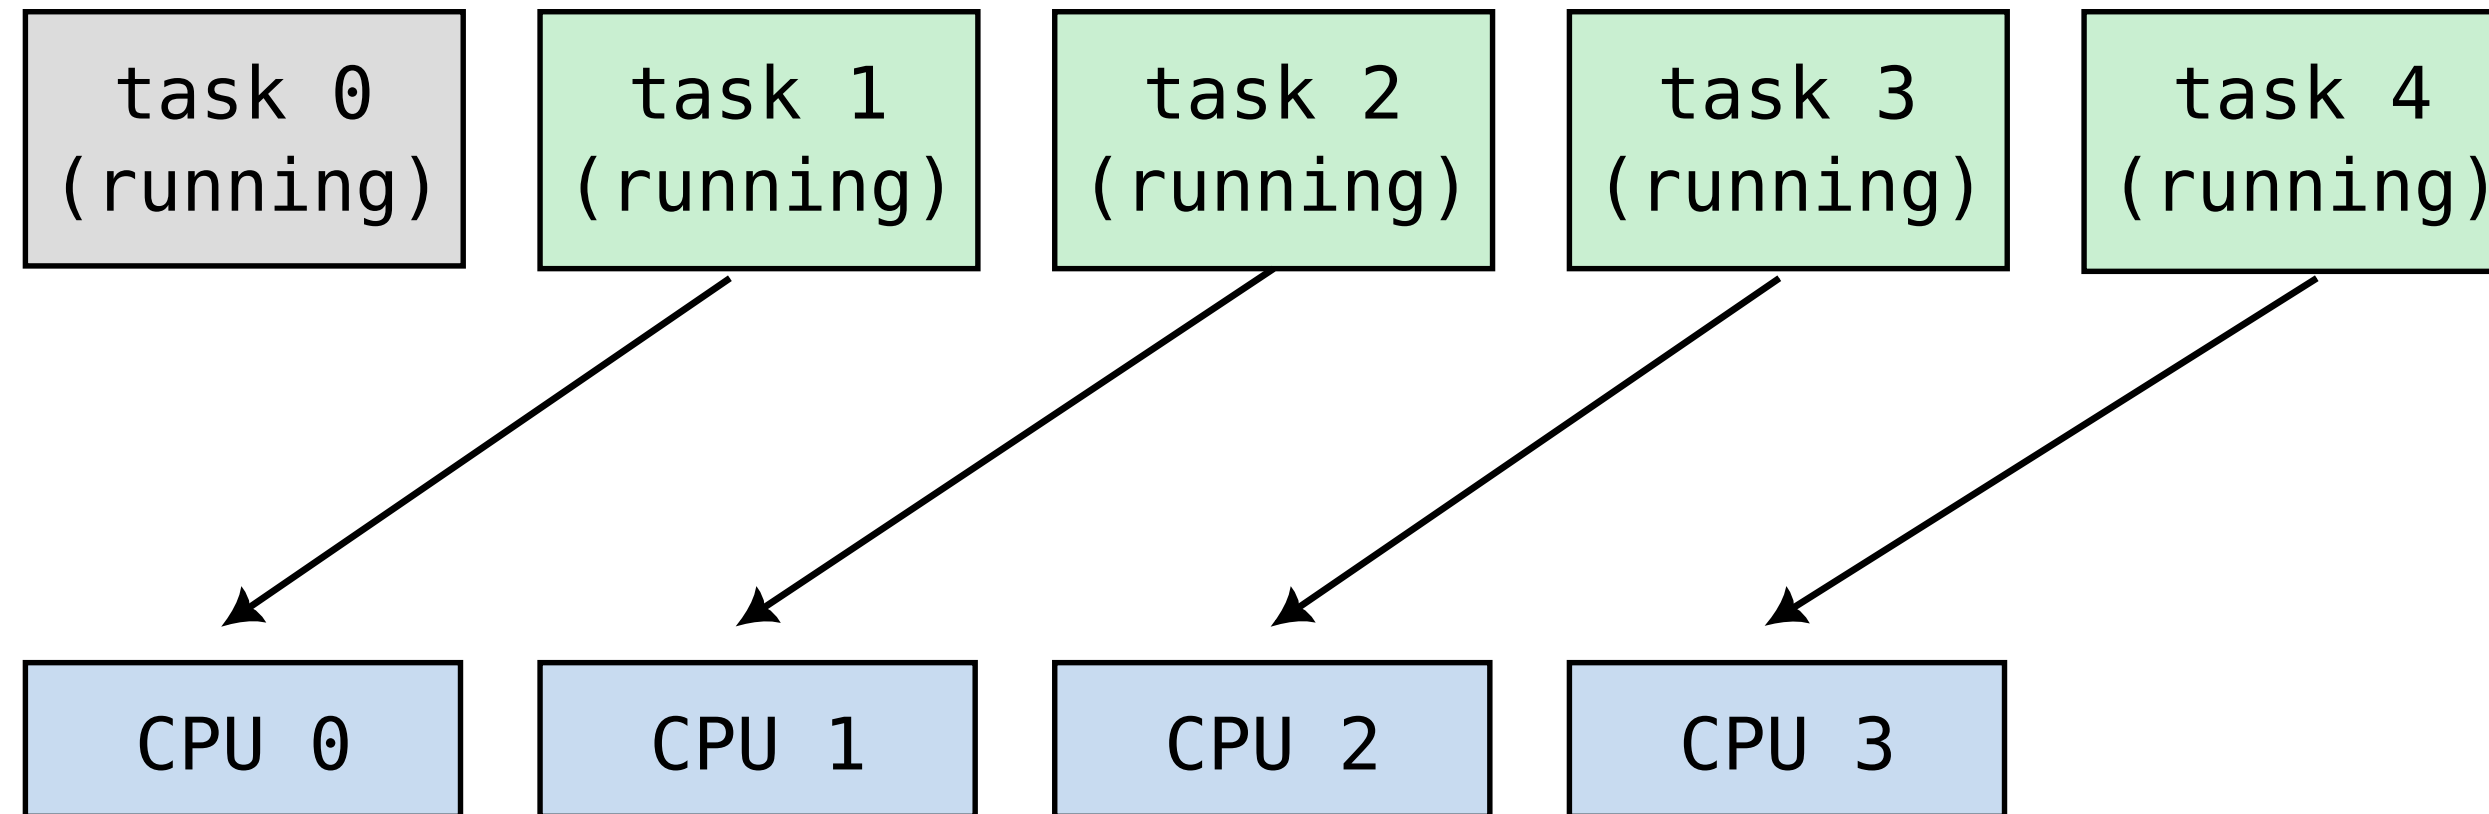 task 0
(running)
task 1
(running)
task 2
(running)
task 3
(running)
task 4
(running)
CPU 0
CPU 1
CPU 2
CPU 3